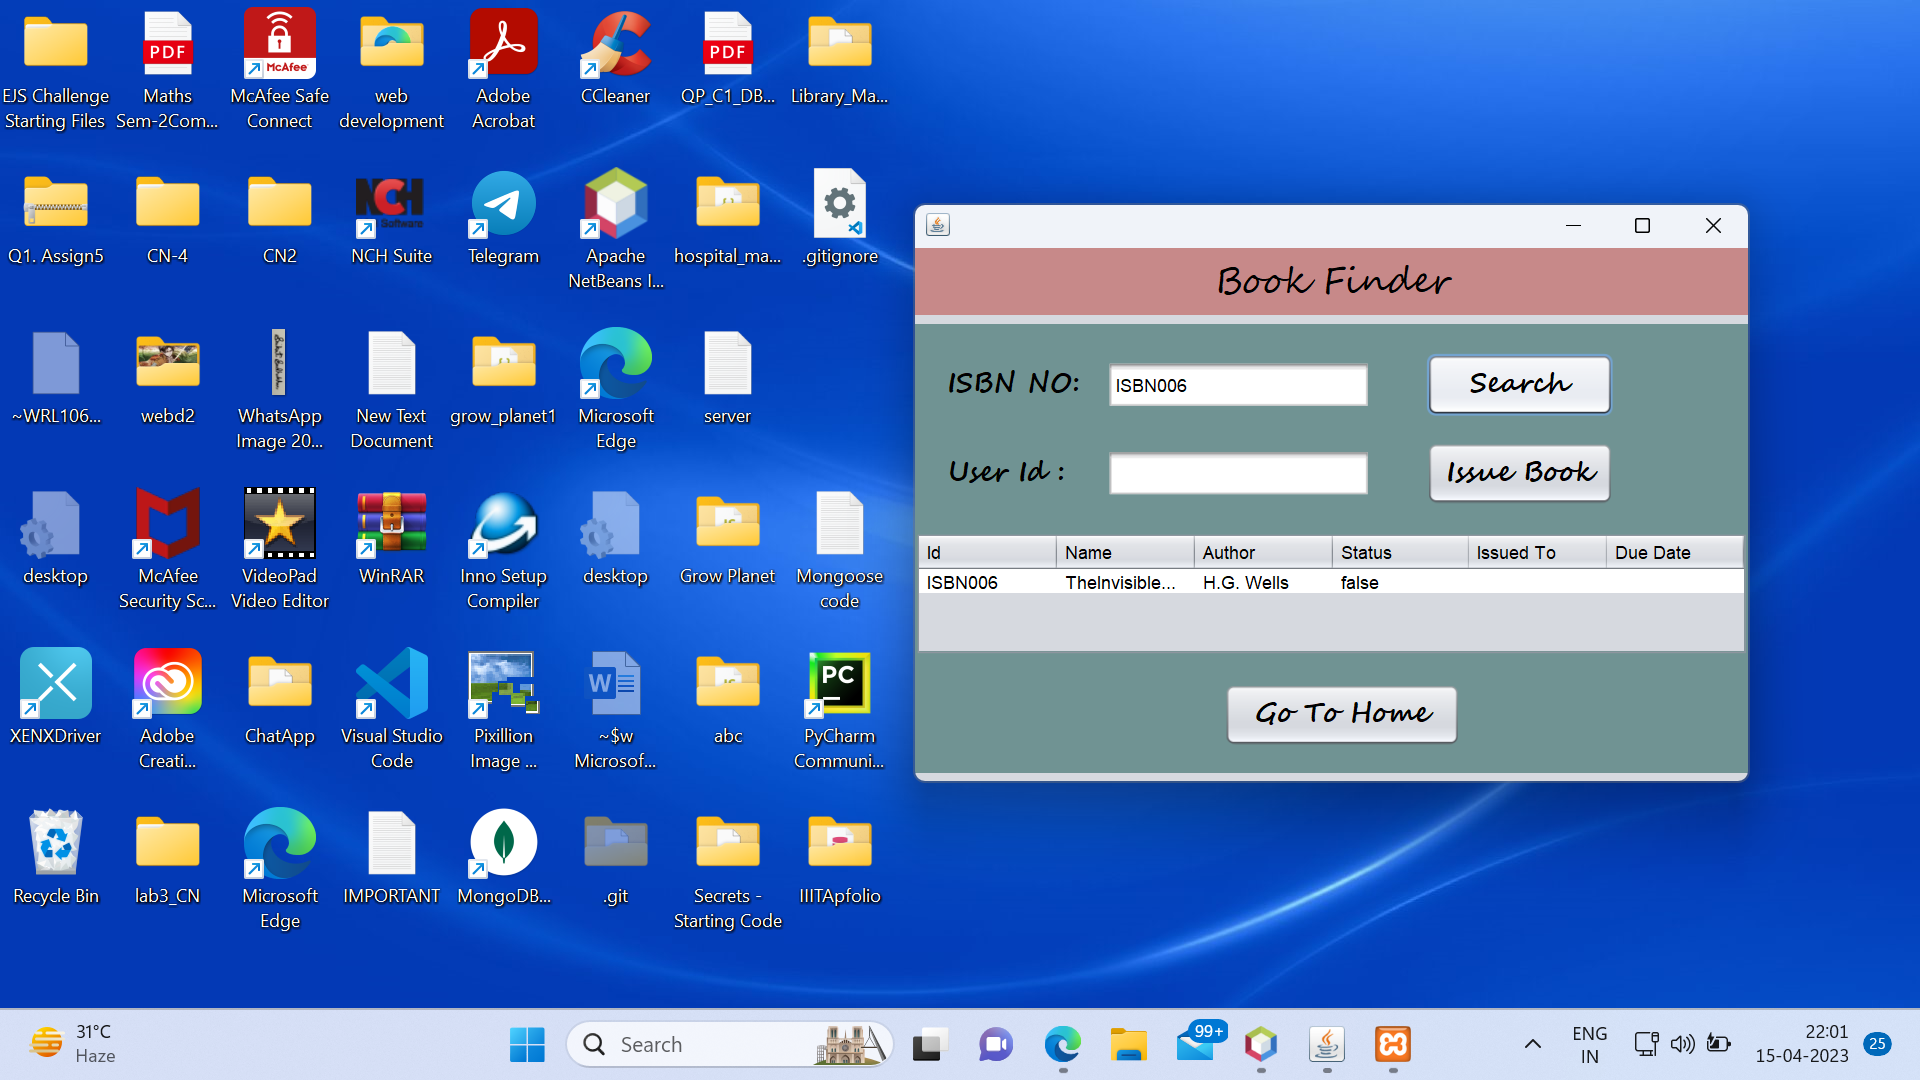 EJS Challenge
Starting Files
PDF
Maths
Sem-2Com...
McAfee
McAfee Safe
Connect
web
development
Adobe
Acrobat
CCleaner
PDF
QP_C1_DB...
Library_Ma...
Q1. Assign5
CN-4
CN2
NCH
Software
NCH Suite
Telegram
Apache
NetBeans I...
hospital_ma...
.gitignore
~WRL106...
webd2
WhatsApp
Image 20...
New Text
Document
grow_planet1
Microsoft
Edge
server
desktop
McAfee
Security Sc...
VideoPad
Video Editor
WinRAR
Inno Setup
Compiler
desktop
Grow Planet
Mongoose
code
XENXDriver
Adobe
Creati...
ChatApp
Visual Studio
Code
Pixillion
Image ...
W
~$w
Microsof...
abc
PC
PyCharm
Communi...
Recycle Bin
lab3_CN
Microsoft
Edge
IMPORTANT
MongoDB...
.git
Secrets -
Starting Code
IIITApfolio
Book Finder
ISBN NO: ISBN006 Search
User Id : Issue Book
Id Name Author Status Issued To Due Date
ISBN006 TheInvisible... H.G. Wells false
Go To Home
31°C
Haze
Search
99+
ENG
IN
22:01
15-04-2023
25